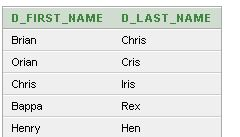 D_FIRST_NAME D_LAST_NAME
Brian Chris
Orian Cris
Chris Iris
Bappa Rex
Henry Hen